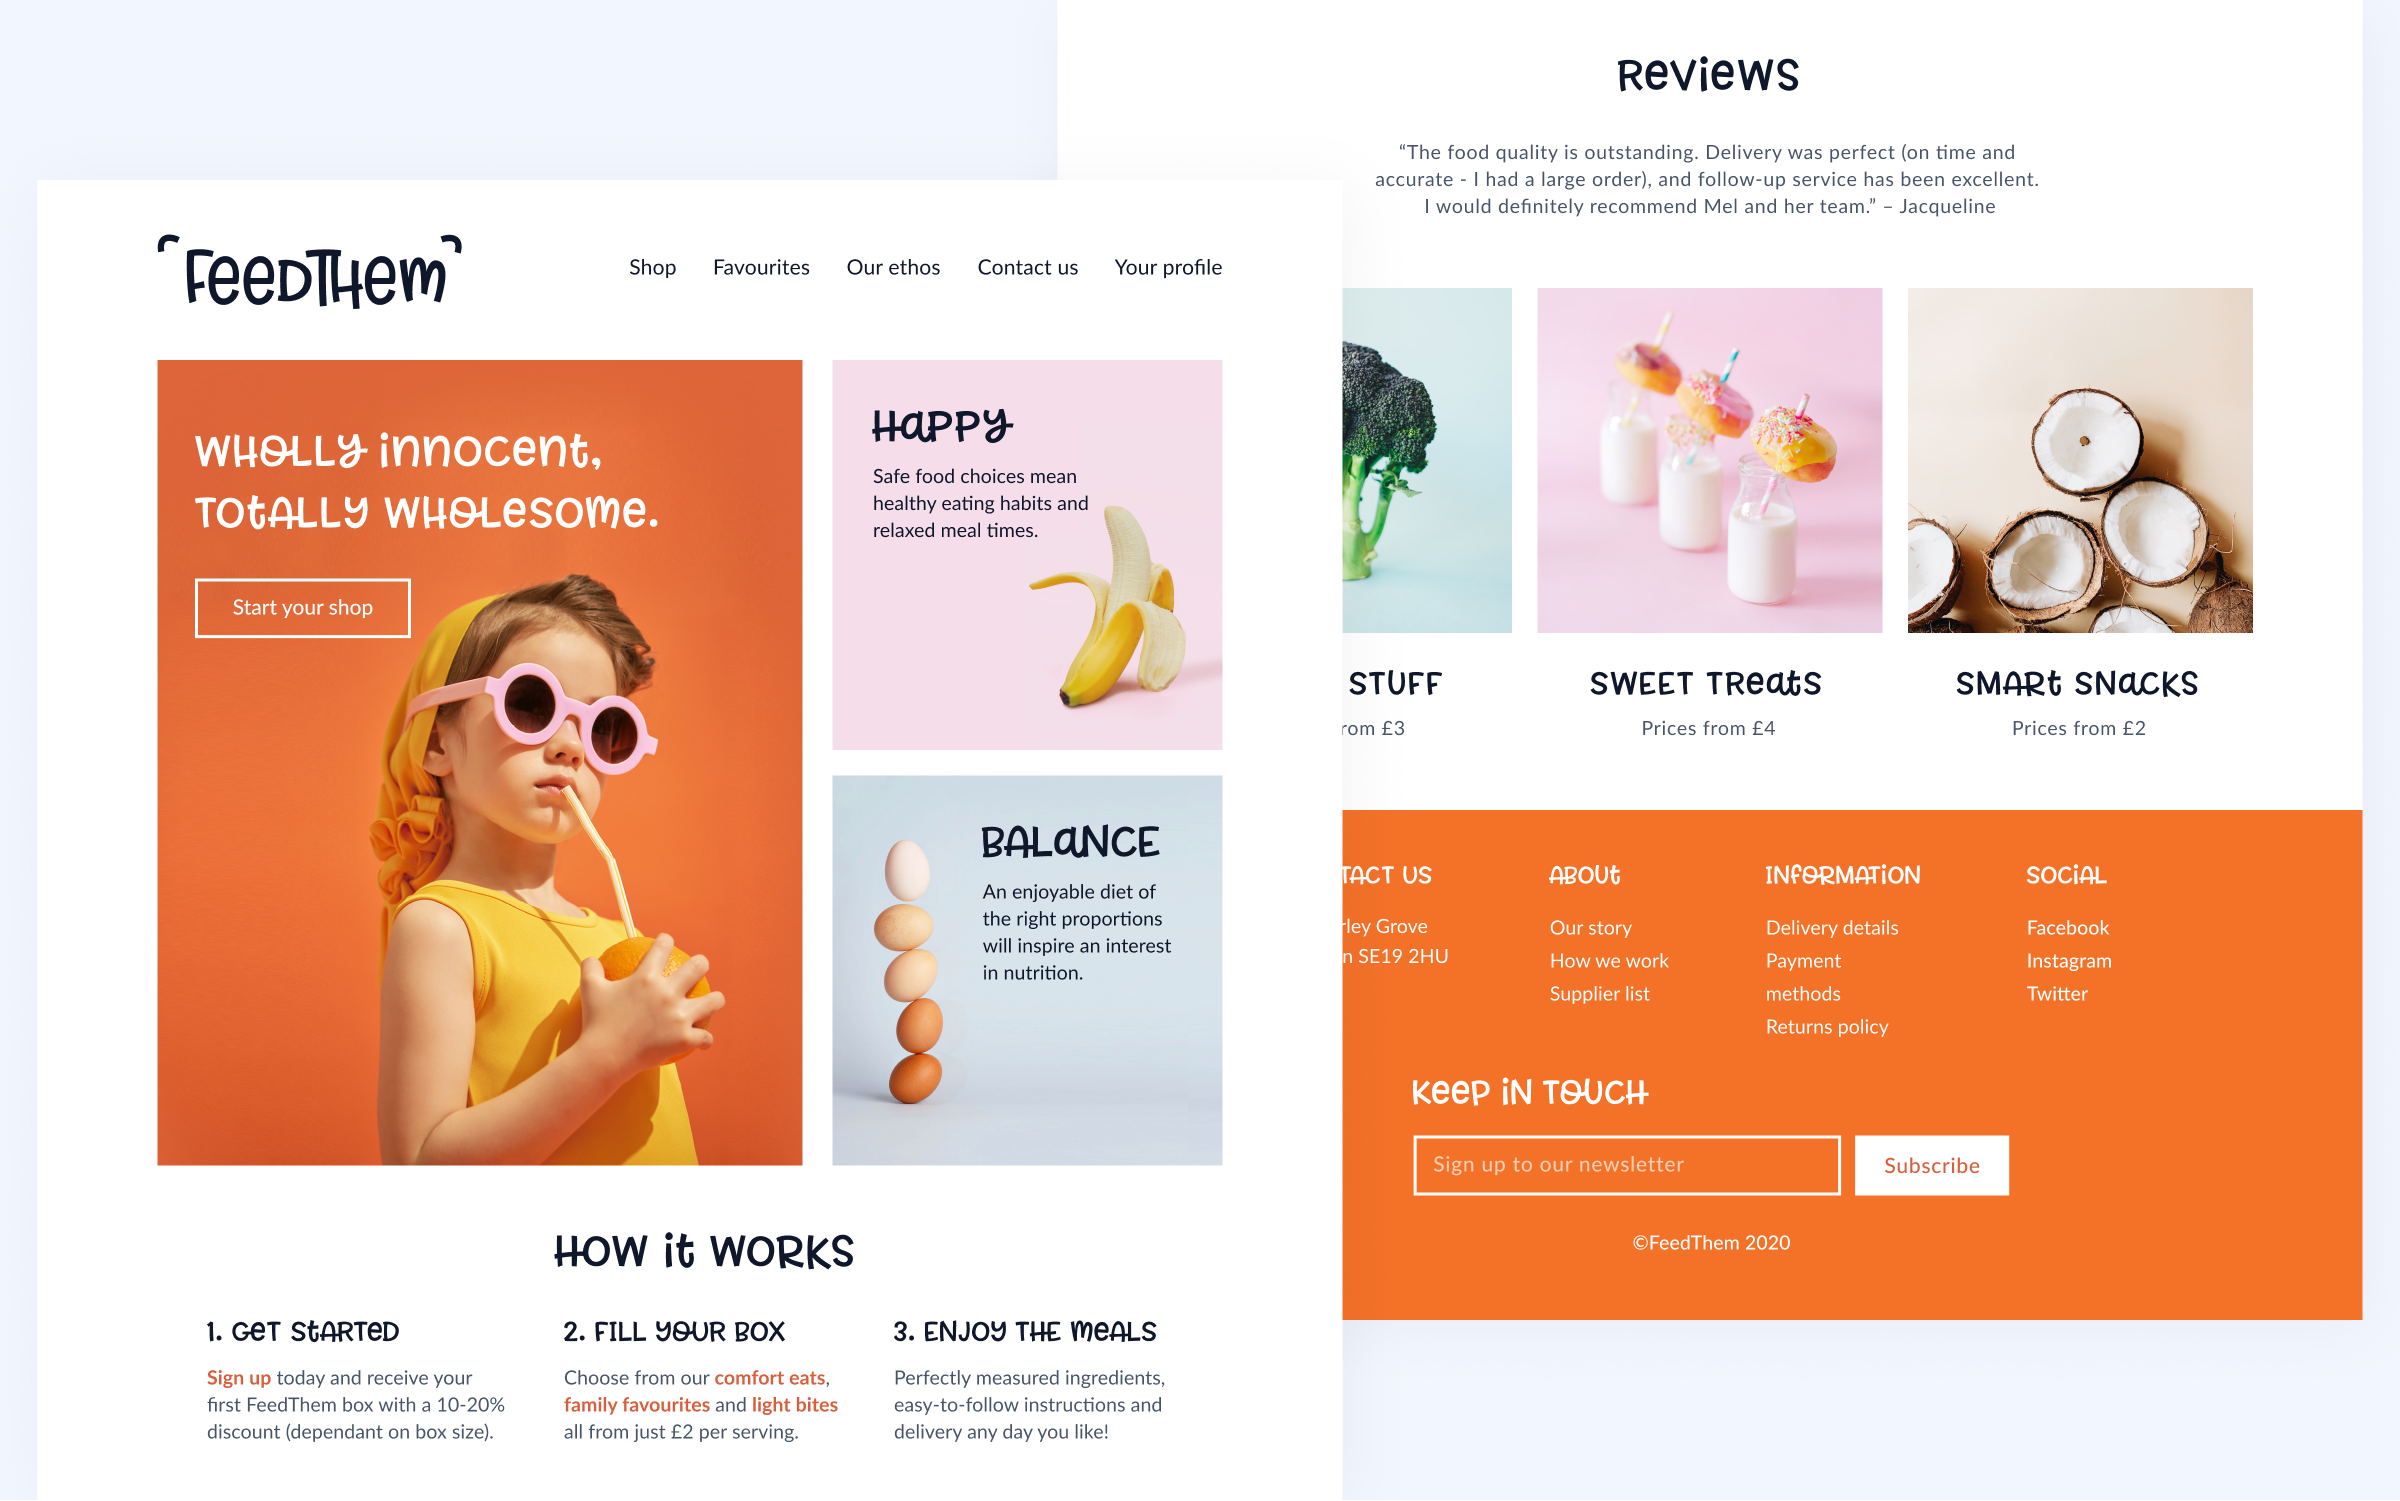 FeedThem
Shop Favourites Our ethos Contact us Your profile
Wholly innocent,
totally wholesome.
Start your shop
Happy
Safe food choices mean
healthy eating habits and
relaxed meal times.
Balance
An enjoyable diet of
the right proportions
will inspire an interest
in nutrition.
How it works
1. Get started
Sign up today and receive your
first FeedThem box with a 10-20%
discount (dependant on box size).
2. Fill your box
Choose from our comfort eats,
family favourites and light bites
all from just £2 per serving.
3. Enjoy the meals
Perfectly measured ingredients,
easy-to-follow instructions and
delivery any day you like!
Reviews
“The food quality is outstanding. Delivery was perfect (on time and
accurate - I had a large order), and follow-up service has been excellent.
I would definitely recommend Mel and her team.” – Jacqueline
stuff
£3
Sweet treats
Prices from £4
Smart snacks
Prices from £2
US
Grove
SE19 2HU
About
Our story
How we work
Supplier list
Information
Delivery details
Payment
methods
Returns policy
Social
Facebook
Instagram
Twitter
Keep in touch
Sign up to our newsletter
Subscribe
©FeedThem 2020